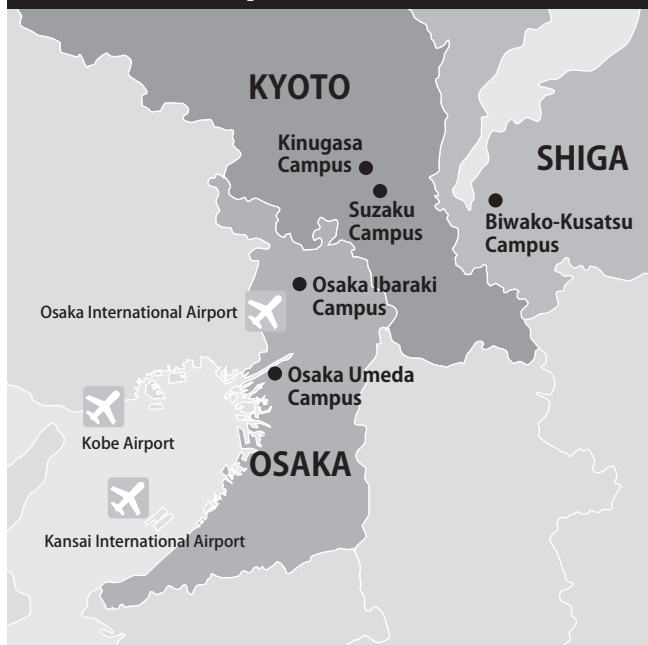 KYOTO
Kinugasa
Campus
SHIGA
Suzaku
Campus
Biwako-Kusatsu
Campus
Osaka Ibaraki
Campus
Osaka International Airport
Osaka Umeda
Campus
Kobe Airport
OSAKA
Kansai International Airport